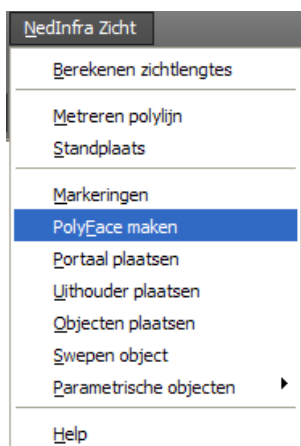 NedInfra Zicht
Berekenen zichtlengtes
Metreren polylijn
Standplaats
Markeringen
PolyFace maken
Portaal plaatsen
Uithouder plaatsen
Objecten plaatsen
Swepen object
Parametrische objecten
Help